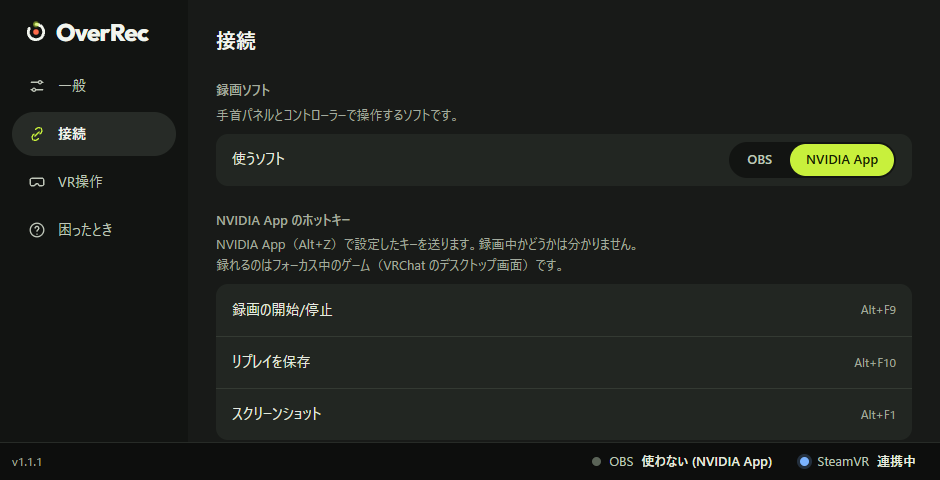 OverRec
一般
接続
VR操作
困ったとき
接続
録画ソフト
手首パネルとコントローラーで操作するソフトです。
使うソフト
OBS
NVIDIA App
NVIDIA App のホットキー
NVIDIA App（Alt+Z）で設定したキーを送ります。録画中かどうかは分かりません。
録れるのはフォーカス中のゲーム（VRChat のデスクトップ画面）です。
録画の開始/停止
Alt+F9
リプレイを保存
Alt+F10
スクリーンショット
Alt+F1
v1.1.1
OBS 使わない (NVIDIA App)
SteamVR 連携中